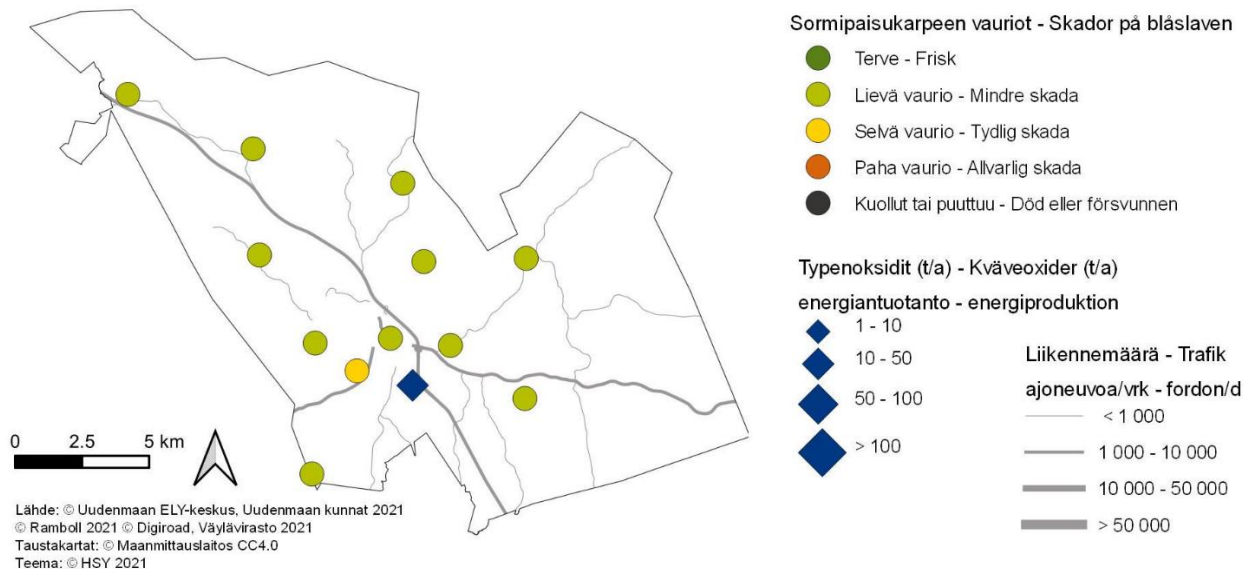 Sormipaisukarpeen vauriot - Skador på blåslaven
Terve - Frisk
Lievä vaurio - Mindre skada
Selvä vaurio - Tydlig skada
Paha vaurio - Allvarlig skada
Kuollut tai puuttuu - Död eller försvunnen
Typenoksidit (t/a) - Kväveoxider (t/a)
energiantuotanto - energiproduktion
1 - 10
10 - 50
50 - 100
> 100
Liikennemäärä - Trafik
ajoneuvoa/vrk - fordon/d
< 1 000
1 000 - 10 000
10 000 - 50 000
> 50 000
0 2.5 5 km
Lähde: © Uudenmaan ELY-keskus, Uudenmaan kunnat 2021
© Ramboll 2021 © Digiroad, Väylävirasto 2021
Taustakartat: © Maanmittauslaitos CC4.0
Teema: © HSY 2021